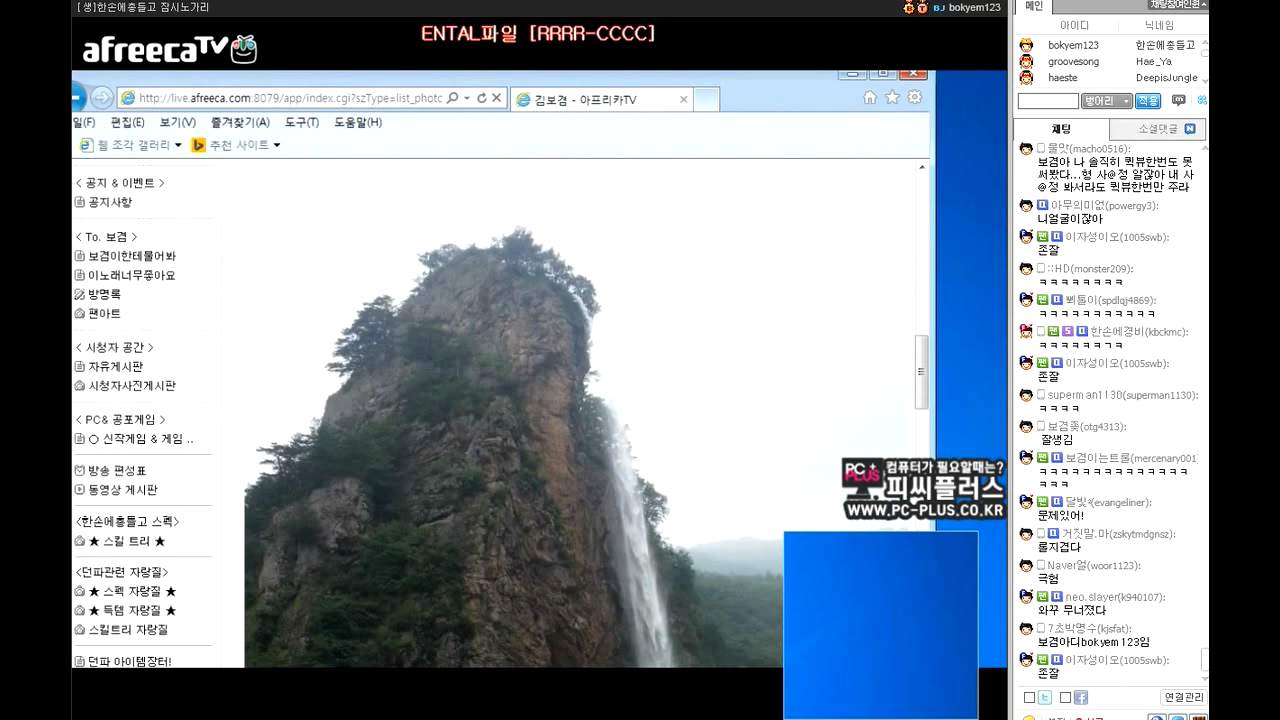 [생]한손에총들고 잠시노가리
BJ bokyem123
ENTAL파일 [RRRR-CCCC]
afreecaTV
http://live.afreeca.com:8079/app/index.cgi?szType=list_photo
김보겸 - 아프리카TV
일(F) 편집(E) 보기(V) 즐겨찾기(A) 도구(T) 도움말(H)
웹 조각 갤러리 추천 사이트
< 공지 & 이벤트 >
공지사항
< To. 보겸 >
보겸이한테물어봐
이노래너무좋아요
방명록
팬아트
< 시청자 공간 >
자유게시판
시청자사진게시판
< PC& 공포게임 >
○ 신작게임 & 게임 ..
방송 편성표
동영상 게시판
<한손에총들고 스펙>
★ 스킬 트리 ★
<던파관련 자랑질>
★ 스펙 자랑질 ★
★ 득템 자랑질 ★
스킬트리 자랑질
던파 아이템장터!
PC+ PLUS
컴퓨터가 필요할때는?
피씨플러스
WWW.PC-PLUS.CO.KR
메인
채팅참여인원
아이디 닉네임
bokyem123 한손에총들고
groovesong Hae_Ya
haeste DeepisJungle
벙어리 적용
채팅 소셜댓글 N
물먓(macho0516):
보겸아 나 솔직히 퀵뷰한번도 못
써봤다...형 사@정 알잖아 내 사
@정 봐서라도 퀵뷰한번만 주라
아무의미없(powergy3):
니얼굴이잖아
팬 이자성이오(1005swb):
존잘
::HD(monster209):
ㅋㅋㅋㅋㅋㅋㅋㅋ
팬 삐톰이(spdlqj4869):
ㅋㅋㅋㅋㅋㅋㅋㅋㅋㅋㅋ
팬 S 한손에경비(kbckmc):
ㅋㅋㅋㅋㅋㅋㄱㅋ
팬 이자성이오(1005swb):
존잘
superman1130(superman1130):
ㅋㅋㅋㅋ
보겸좆(otg4313):
잘생김
팬 보겸이는트롤(mercenary001
ㅋㅋㅋㅋㅋㅋㅋㅋㅋㅋㅋㅋㅋㅋ
ㅋㅋㅋ
팬 달빛*(evangeliner):
문제있어!
거짓말.마(zskytmdgnsz):
롤지겹다
Naver얼(woor1123):
극혐
팬 neo.slayer(k940107):
와꾸 무너졌다
7초박명수(kjsfat):
보겸아디bokyem123임
팬 이자성이오(1005swb):
존잘
연결관리